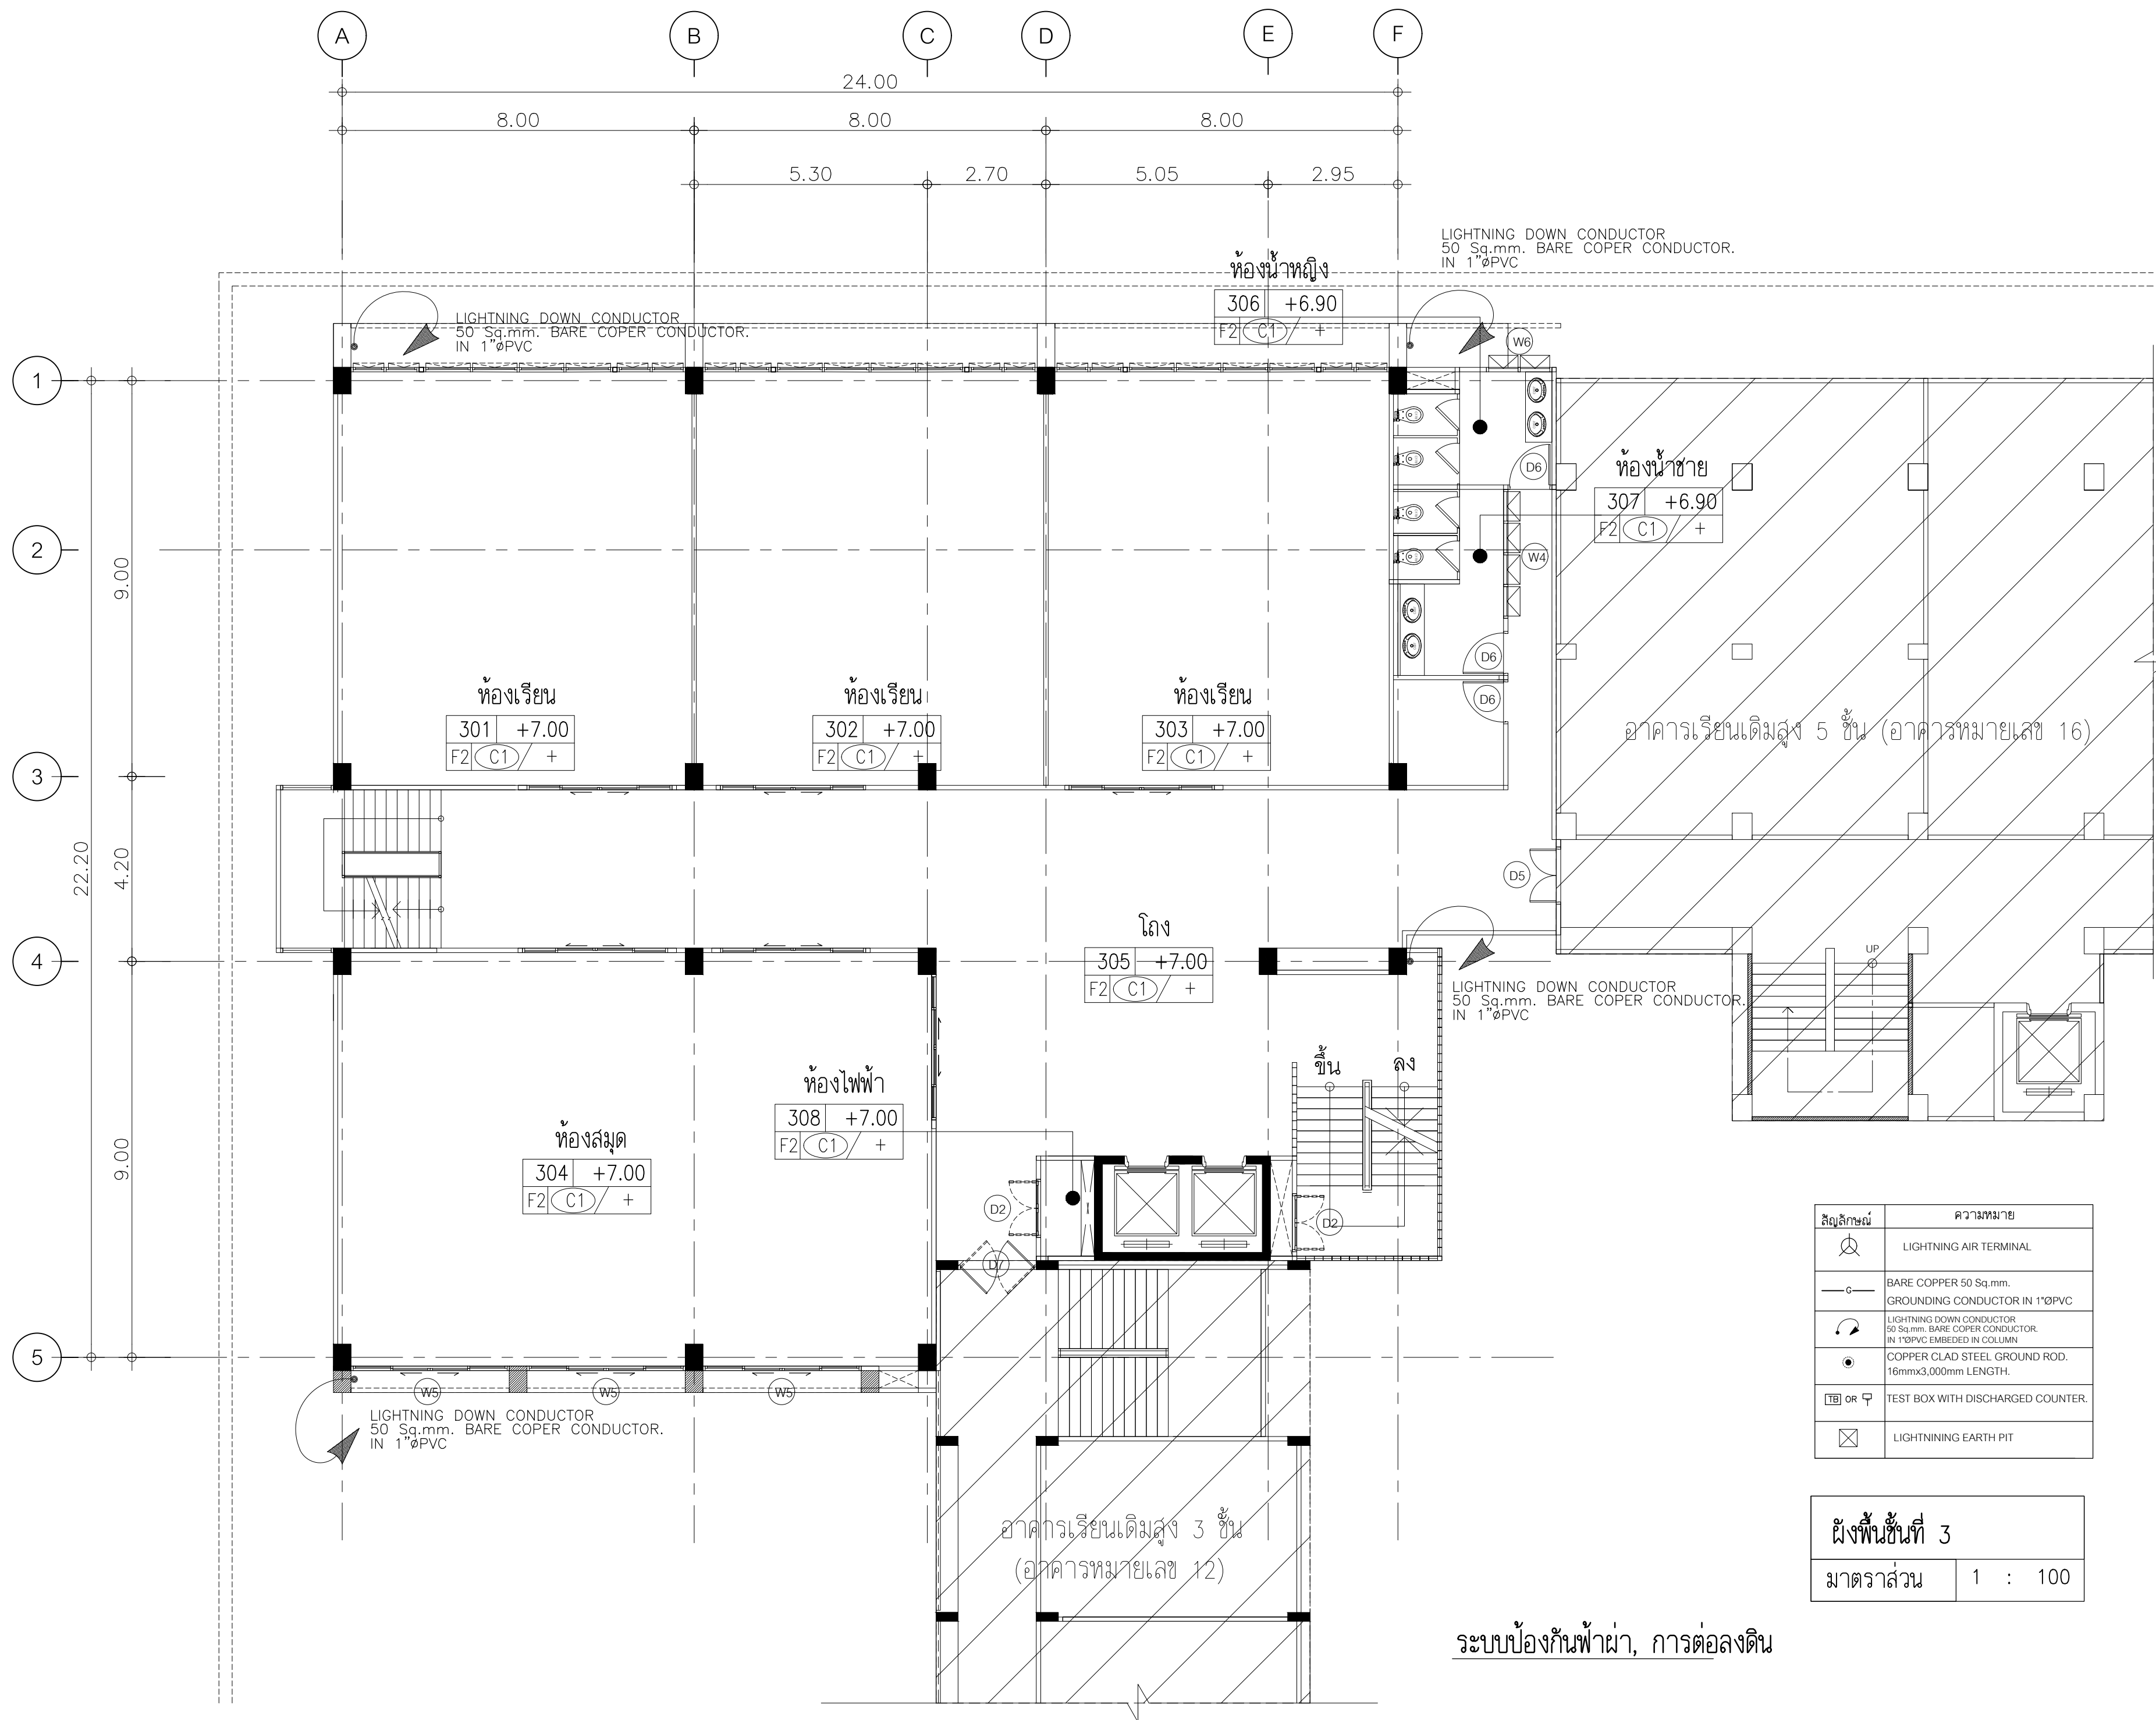 A
B
C
D
E
F
24.00
8.00
8.00
8.00
5.30
2.70
5.05
2.95
LIGHTNING DOWN CONDUCTOR
50 Sq.mm. BARE COPER CONDUCTOR.
IN 1"øPVC
ห้องน้ำหญิง
306 +6.90
F2 C1 / +
LIGHTNING DOWN CONDUCTOR
50 Sq.mm. BARE COPER CONDUCTOR.
IN 1"øPVC
W6
1
2
3
4
5
9.00
4.20
22.20
9.00
D6
ห้องน้ำชาย
307 +6.90
F2 C1 / +
W4
D6
D6
ห้องเรียน
301 +7.00
F2 C1 / +
ห้องเรียน
302 +7.00
F2 C1 / +
ห้องเรียน
303 +7.00
F2 C1 / +
อาคารเรียนเดิมสูง 5 ชั้น (อาคารหมายเลข 16)
D5
โถง
305 +7.00
F2 C1 / +
UP
LIGHTNING DOWN CONDUCTOR
50 Sq.mm. BARE COPER CONDUCTOR.
IN 1"øPVC
ขึ้น
ลง
ห้องไฟฟ้า
308 +7.00
F2 C1 / +
ห้องสมุด
304 +7.00
F2 C1 / +
D2
D2
D7
W5
W5
W5
LIGHTNING DOWN CONDUCTOR
50 Sq.mm. BARE COPER CONDUCTOR.
IN 1"øPVC
อาคารเรียนเดิมสูง 3 ชั้น
(อาคารหมายเลข 12)
สัญลักษณ์ ความหมาย
LIGHTNING AIR TERMINAL
G BARE COPPER 50 Sq.mm.
GROUNDING CONDUCTOR IN 1"ØPVC
LIGHTNING DOWN CONDUCTOR
50 Sq.mm. BARE COPER CONDUCTOR.
IN 1"ØPVC EMBEDED IN COLUMN
COPPER CLAD STEEL GROUND ROD.
16mmx3,000mm LENGTH.
TB OR TEST BOX WITH DISCHARGED COUNTER.
LIGHTNINING EARTH PIT
ผังพื้นชั้นที่ 3
มาตราส่วน 1 : 100
ระบบป้องกันฟ้าผ่า, การต่อลงดิน